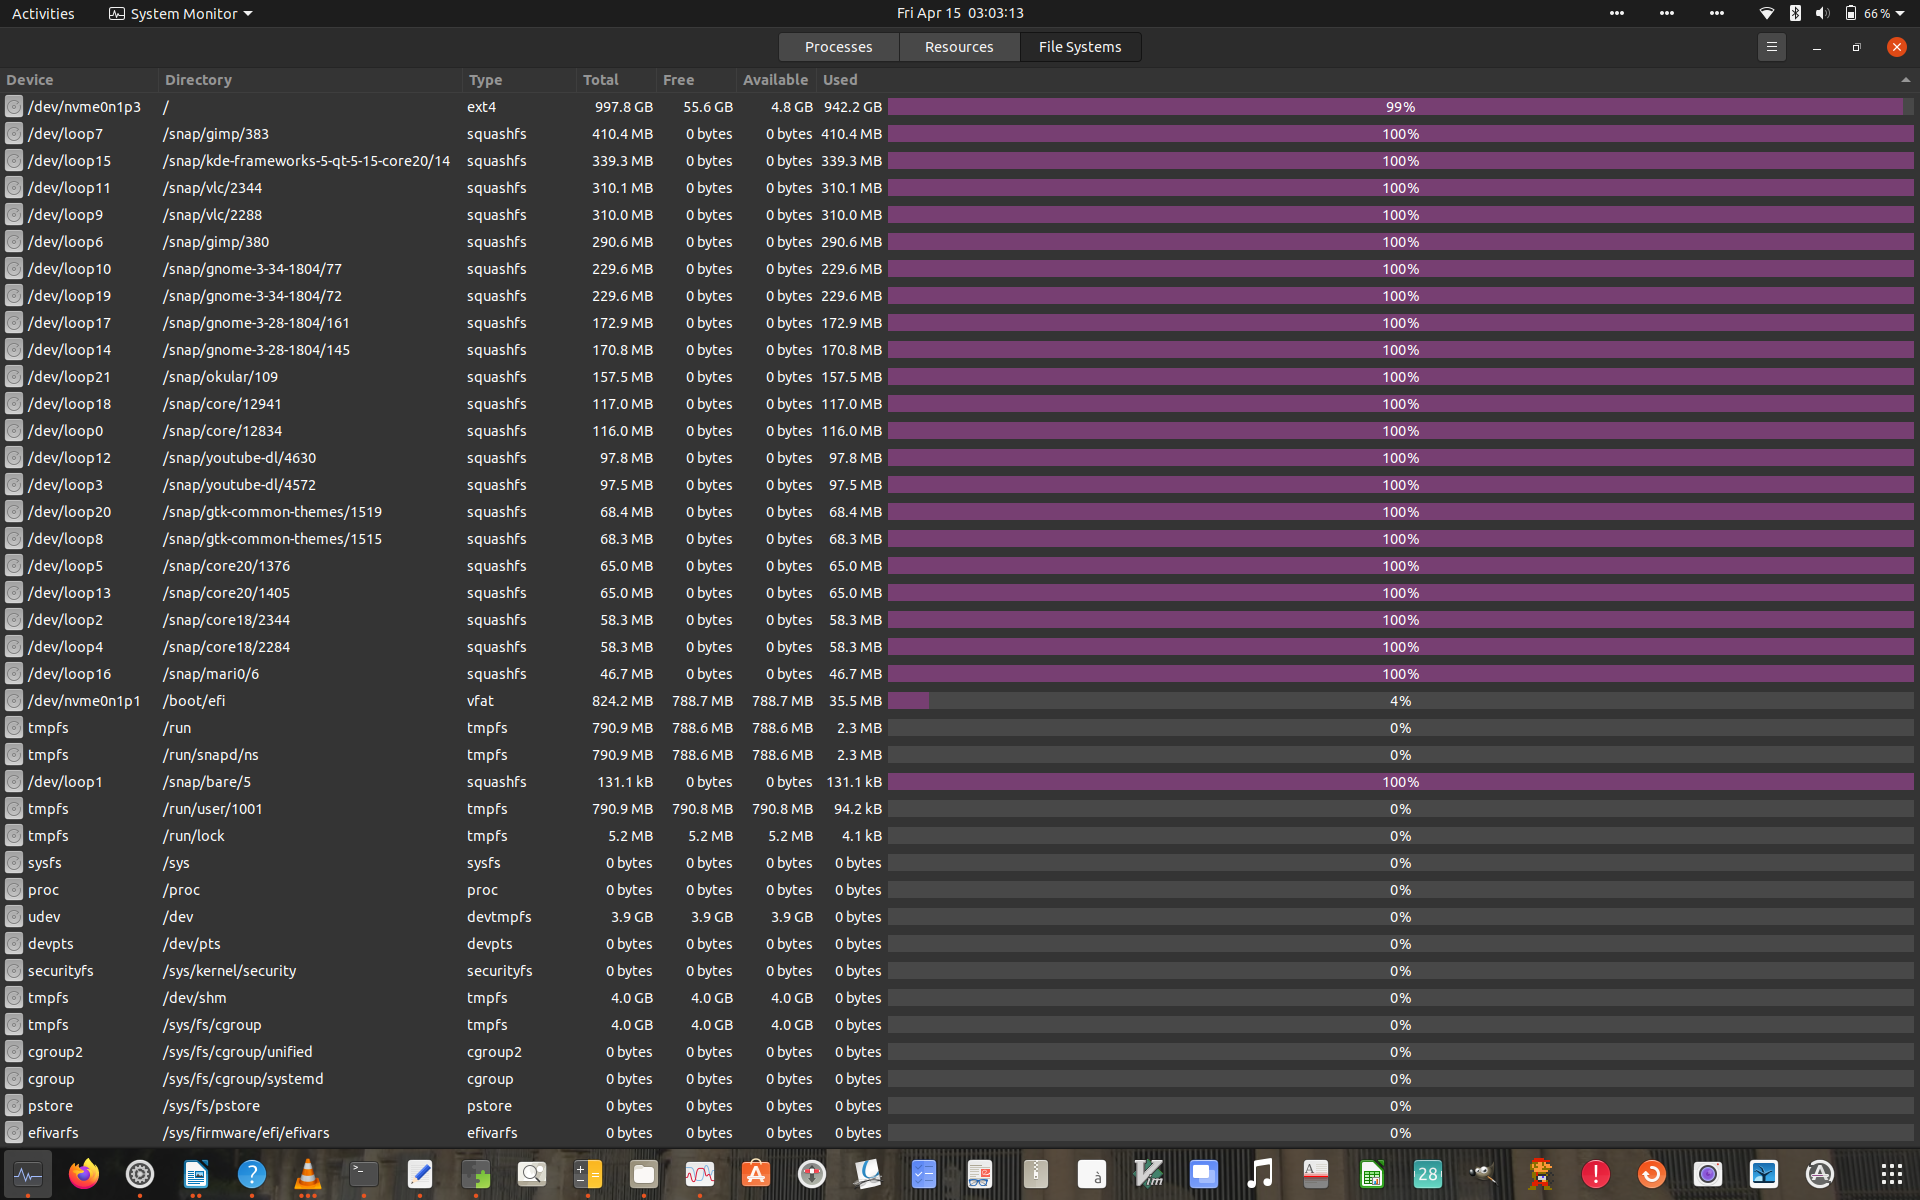 Activities System Monitor Fri Apr 15 03:03:13 66 %
Processes Resources File Systems
Device Directory Type Total Free Available Used
/dev/nvme0n1p3 / ext4 997.8 GB 55.6 GB 4.8 GB 942.2 GB 99%
/dev/loop7 /snap/gimp/383 squashfs 410.4 MB 0 bytes 0 bytes 410.4 MB 100%
/dev/loop15 /snap/kde-frameworks-5-qt-5-15-core20/14 squashfs 339.3 MB 0 bytes 0 bytes 339.3 MB 100%
/dev/loop11 /snap/vlc/2344 squashfs 310.1 MB 0 bytes 0 bytes 310.1 MB 100%
/dev/loop9 /snap/vlc/2288 squashfs 310.0 MB 0 bytes 0 bytes 310.0 MB 100%
/dev/loop6 /snap/gimp/380 squashfs 290.6 MB 0 bytes 0 bytes 290.6 MB 100%
/dev/loop10 /snap/gnome-3-34-1804/77 squashfs 229.6 MB 0 bytes 0 bytes 229.6 MB 100%
/dev/loop19 /snap/gnome-3-34-1804/72 squashfs 229.6 MB 0 bytes 0 bytes 229.6 MB 100%
/dev/loop17 /snap/gnome-3-28-1804/161 squashfs 172.9 MB 0 bytes 0 bytes 172.9 MB 100%
/dev/loop14 /snap/gnome-3-28-1804/145 squashfs 170.8 MB 0 bytes 0 bytes 170.8 MB 100%
/dev/loop21 /snap/okular/109 squashfs 157.5 MB 0 bytes 0 bytes 157.5 MB 100%
/dev/loop18 /snap/core/12941 squashfs 117.0 MB 0 bytes 0 bytes 117.0 MB 100%
/dev/loop0 /snap/core/12834 squashfs 116.0 MB 0 bytes 0 bytes 116.0 MB 100%
/dev/loop12 /snap/youtube-dl/4630 squashfs 97.8 MB 0 bytes 0 bytes 97.8 MB 100%
/dev/loop3 /snap/youtube-dl/4572 squashfs 97.5 MB 0 bytes 0 bytes 97.5 MB 100%
/dev/loop20 /snap/gtk-common-themes/1519 squashfs 68.4 MB 0 bytes 0 bytes 68.4 MB 100%
/dev/loop8 /snap/gtk-common-themes/1515 squashfs 68.3 MB 0 bytes 0 bytes 68.3 MB 100%
/dev/loop5 /snap/core20/1376 squashfs 65.0 MB 0 bytes 0 bytes 65.0 MB 100%
/dev/loop13 /snap/core20/1405 squashfs 65.0 MB 0 bytes 0 bytes 65.0 MB 100%
/dev/loop2 /snap/core18/2344 squashfs 58.3 MB 0 bytes 0 bytes 58.3 MB 100%
/dev/loop4 /snap/core18/2284 squashfs 58.3 MB 0 bytes 0 bytes 58.3 MB 100%
/dev/loop16 /snap/mari0/6 squashfs 46.7 MB 0 bytes 0 bytes 46.7 MB 100%
/dev/nvme0n1p1 /boot/efi vfat 824.2 MB 788.7 MB 788.7 MB 35.5 MB 4%
tmpfs /run tmpfs 790.9 MB 788.6 MB 788.6 MB 2.3 MB 0%
tmpfs /run/snapd/ns tmpfs 790.9 MB 788.6 MB 788.6 MB 2.3 MB 0%
/dev/loop1 /snap/bare/5 squashfs 131.1 kB 0 bytes 0 bytes 131.1 kB 100%
tmpfs /run/user/1001 tmpfs 790.9 MB 790.8 MB 790.8 MB 94.2 kB 0%
tmpfs /run/lock tmpfs 5.2 MB 5.2 MB 5.2 MB 4.1 kB 0%
sysfs /sys sysfs 0 bytes 0 bytes 0 bytes 0 bytes 0%
proc /proc proc 0 bytes 0 bytes 0 bytes 0 bytes 0%
udev /dev devtmpfs 3.9 GB 3.9 GB 3.9 GB 0 bytes 0%
devpts /dev/pts devpts 0 bytes 0 bytes 0 bytes 0 bytes 0%
securityfs /sys/kernel/security securityfs 0 bytes 0 bytes 0 bytes 0 bytes 0%
tmpfs /dev/shm tmpfs 4.0 GB 4.0 GB 4.0 GB 0 bytes 0%
tmpfs /sys/fs/cgroup tmpfs 4.0 GB 4.0 GB 4.0 GB 0 bytes 0%
cgroup2 /sys/fs/cgroup/unified cgroup2 0 bytes 0 bytes 0 bytes 0 bytes 0%
cgroup /sys/fs/cgroup/systemd cgroup 0 bytes 0 bytes 0 bytes 0 bytes 0%
pstore /sys/fs/pstore pstore 0 bytes 0 bytes 0 bytes 0 bytes 0%
efivarfs /sys/firmware/efi/efivars efivarfs 0 bytes 0 bytes 0 bytes 0 bytes 0%
? >_ à Vim A 28 !